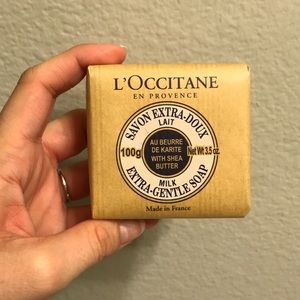 L'OCCITANE
EN PROVENCE
SAVON EXTRA-DOUX
LAIT
100g
AU BEURRE
DE KARITE
WITH SHEA
BUTTER
Net Wt 3.5 oz.
MILK
EXTRA-GENTLE SOAP
Made in France